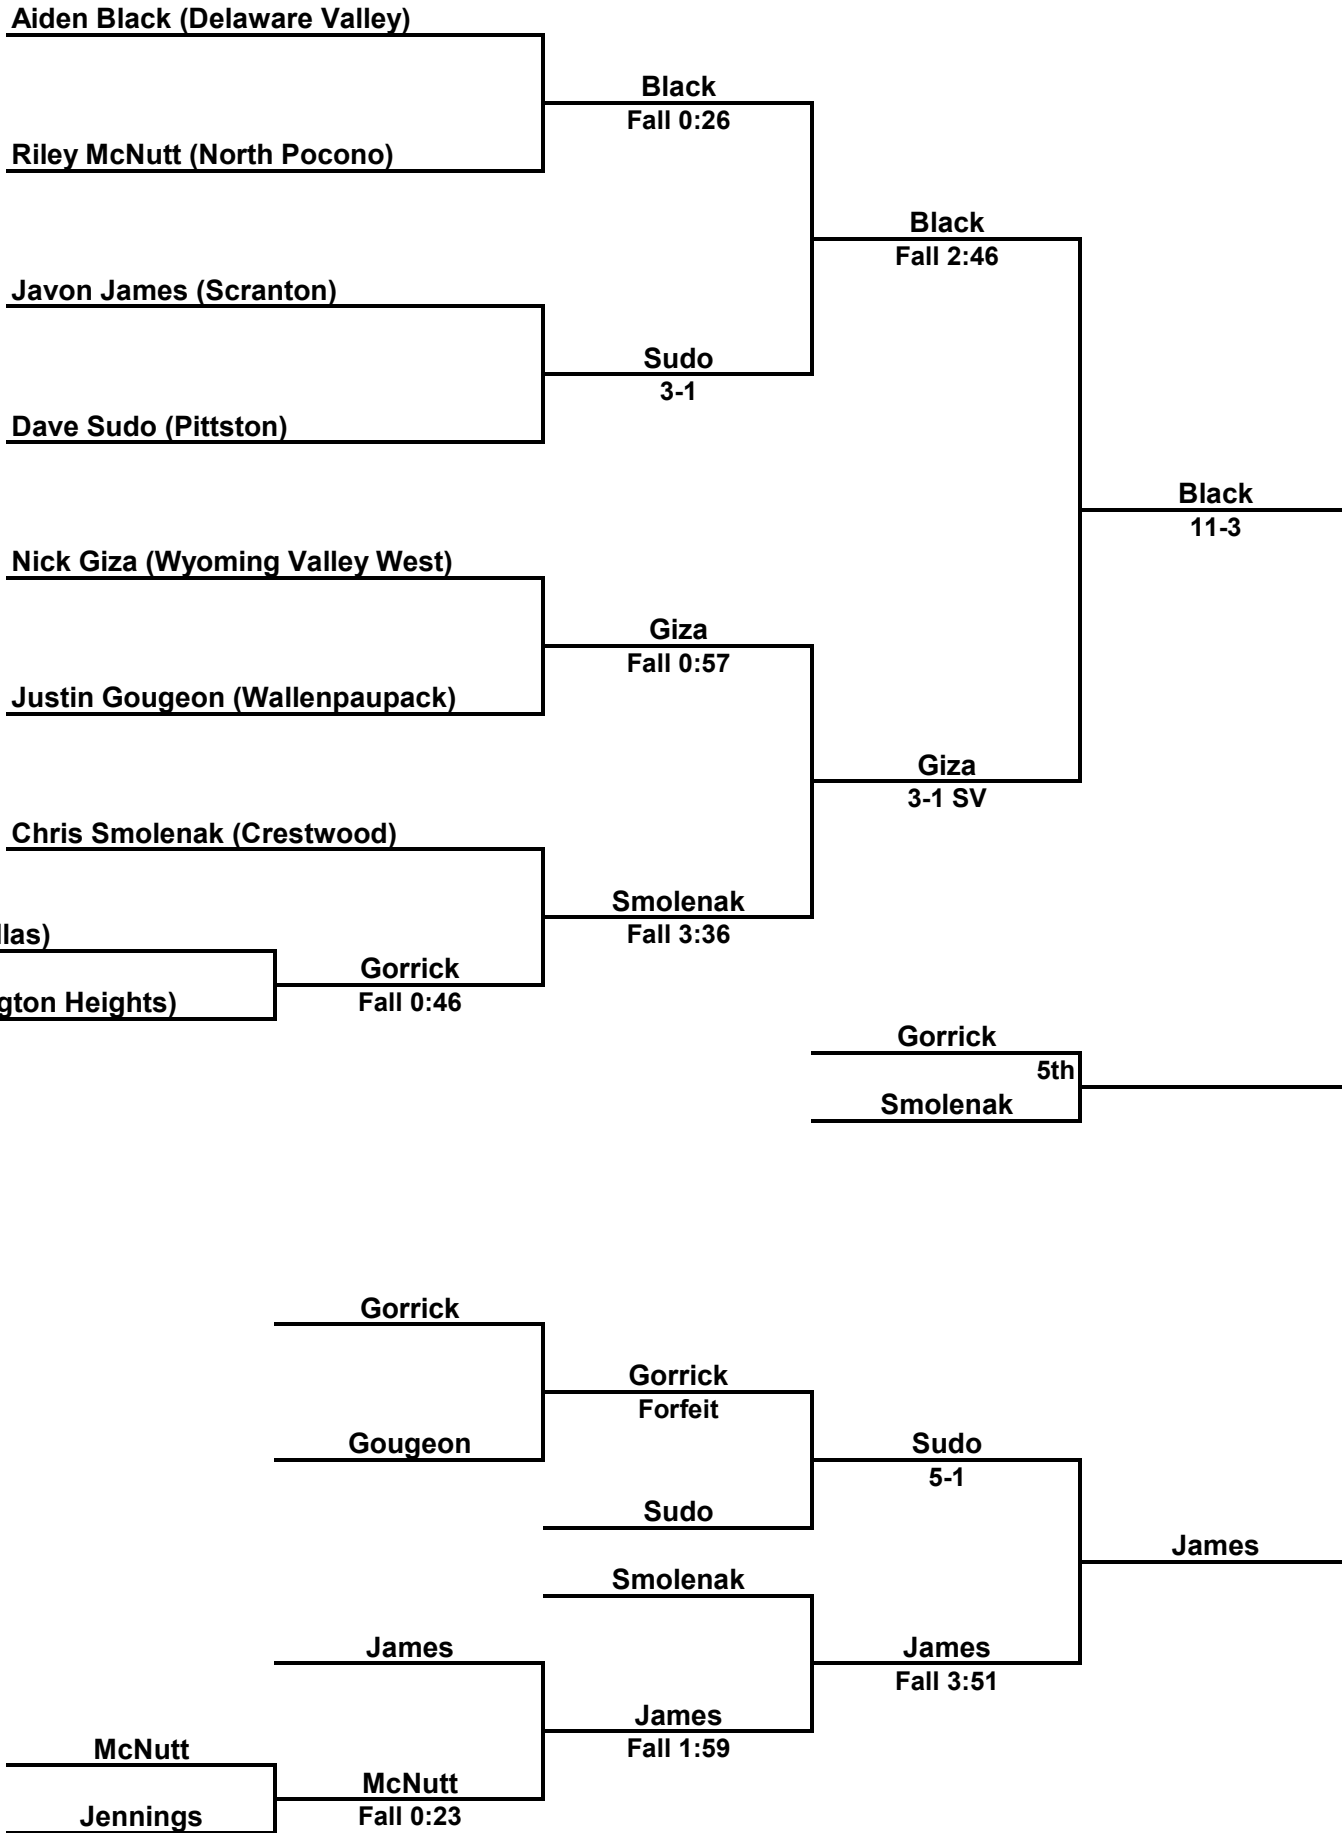 Aiden Black (Delaware Valley)
Black
Fall 0:26
Riley McNutt (North Pocono)
Black
Fall 2:46
Javon James (Scranton)
Sudo
3-1
Dave Sudo (Pittston)
Black
11-3
Nick Giza (Wyoming Valley West)
Giza
Fall 0:57
Justin Gougeon (Wallenpaupack)
Giza
3-1 SV
Chris Smolenak (Crestwood)
Smolenak
Fall 3:36
llas)
Gorrick
Fall 0:46
gton Heights)
Gorrick
5th
Smolenak
Gorrick
Gorrick
Forfeit
Gougeon
Sudo
5-1
Sudo
James
Smolenak
James
James
Fall 3:51
James
Fall 1:59
McNutt
McNutt
Fall 0:23
Jennings